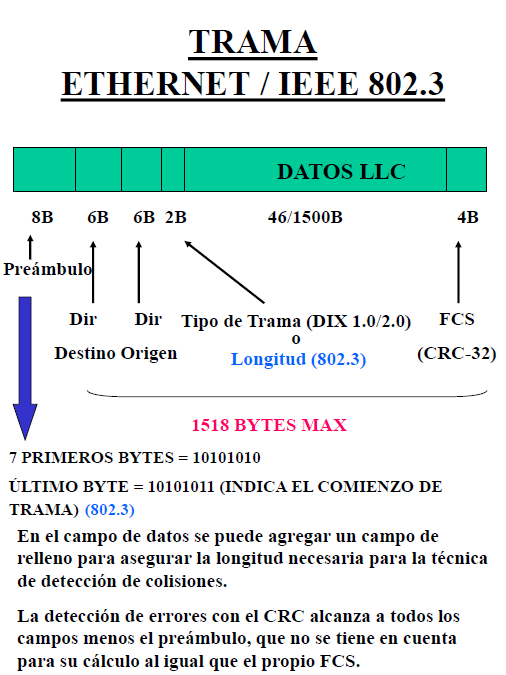 TRAMA
ETHERNET / IEEE 802.3
DATOS LLC
8B 6B 6B 2B 46/1500B 4B
Preámbulo
Dir Dir Tipo de Trama (DIX 1.0/2.0) FCS
o
Destino Origen Longitud (802.3) (CRC-32)
1518 BYTES MAX
7 PRIMEROS BYTES = 10101010
ÚLTIMO BYTE = 10101011 (INDICA EL COMIENZO DE
TRAMA) (802.3)
En el campo de datos se puede agregar un campo de
relleno para asegurar la longitud necesaria para la técnica
de detección de colisiones.
La detección de errores con el CRC alcanza a todos los
campos menos el preámbulo, que no se tiene en cuenta
para su cálculo al igual que el propio FCS.